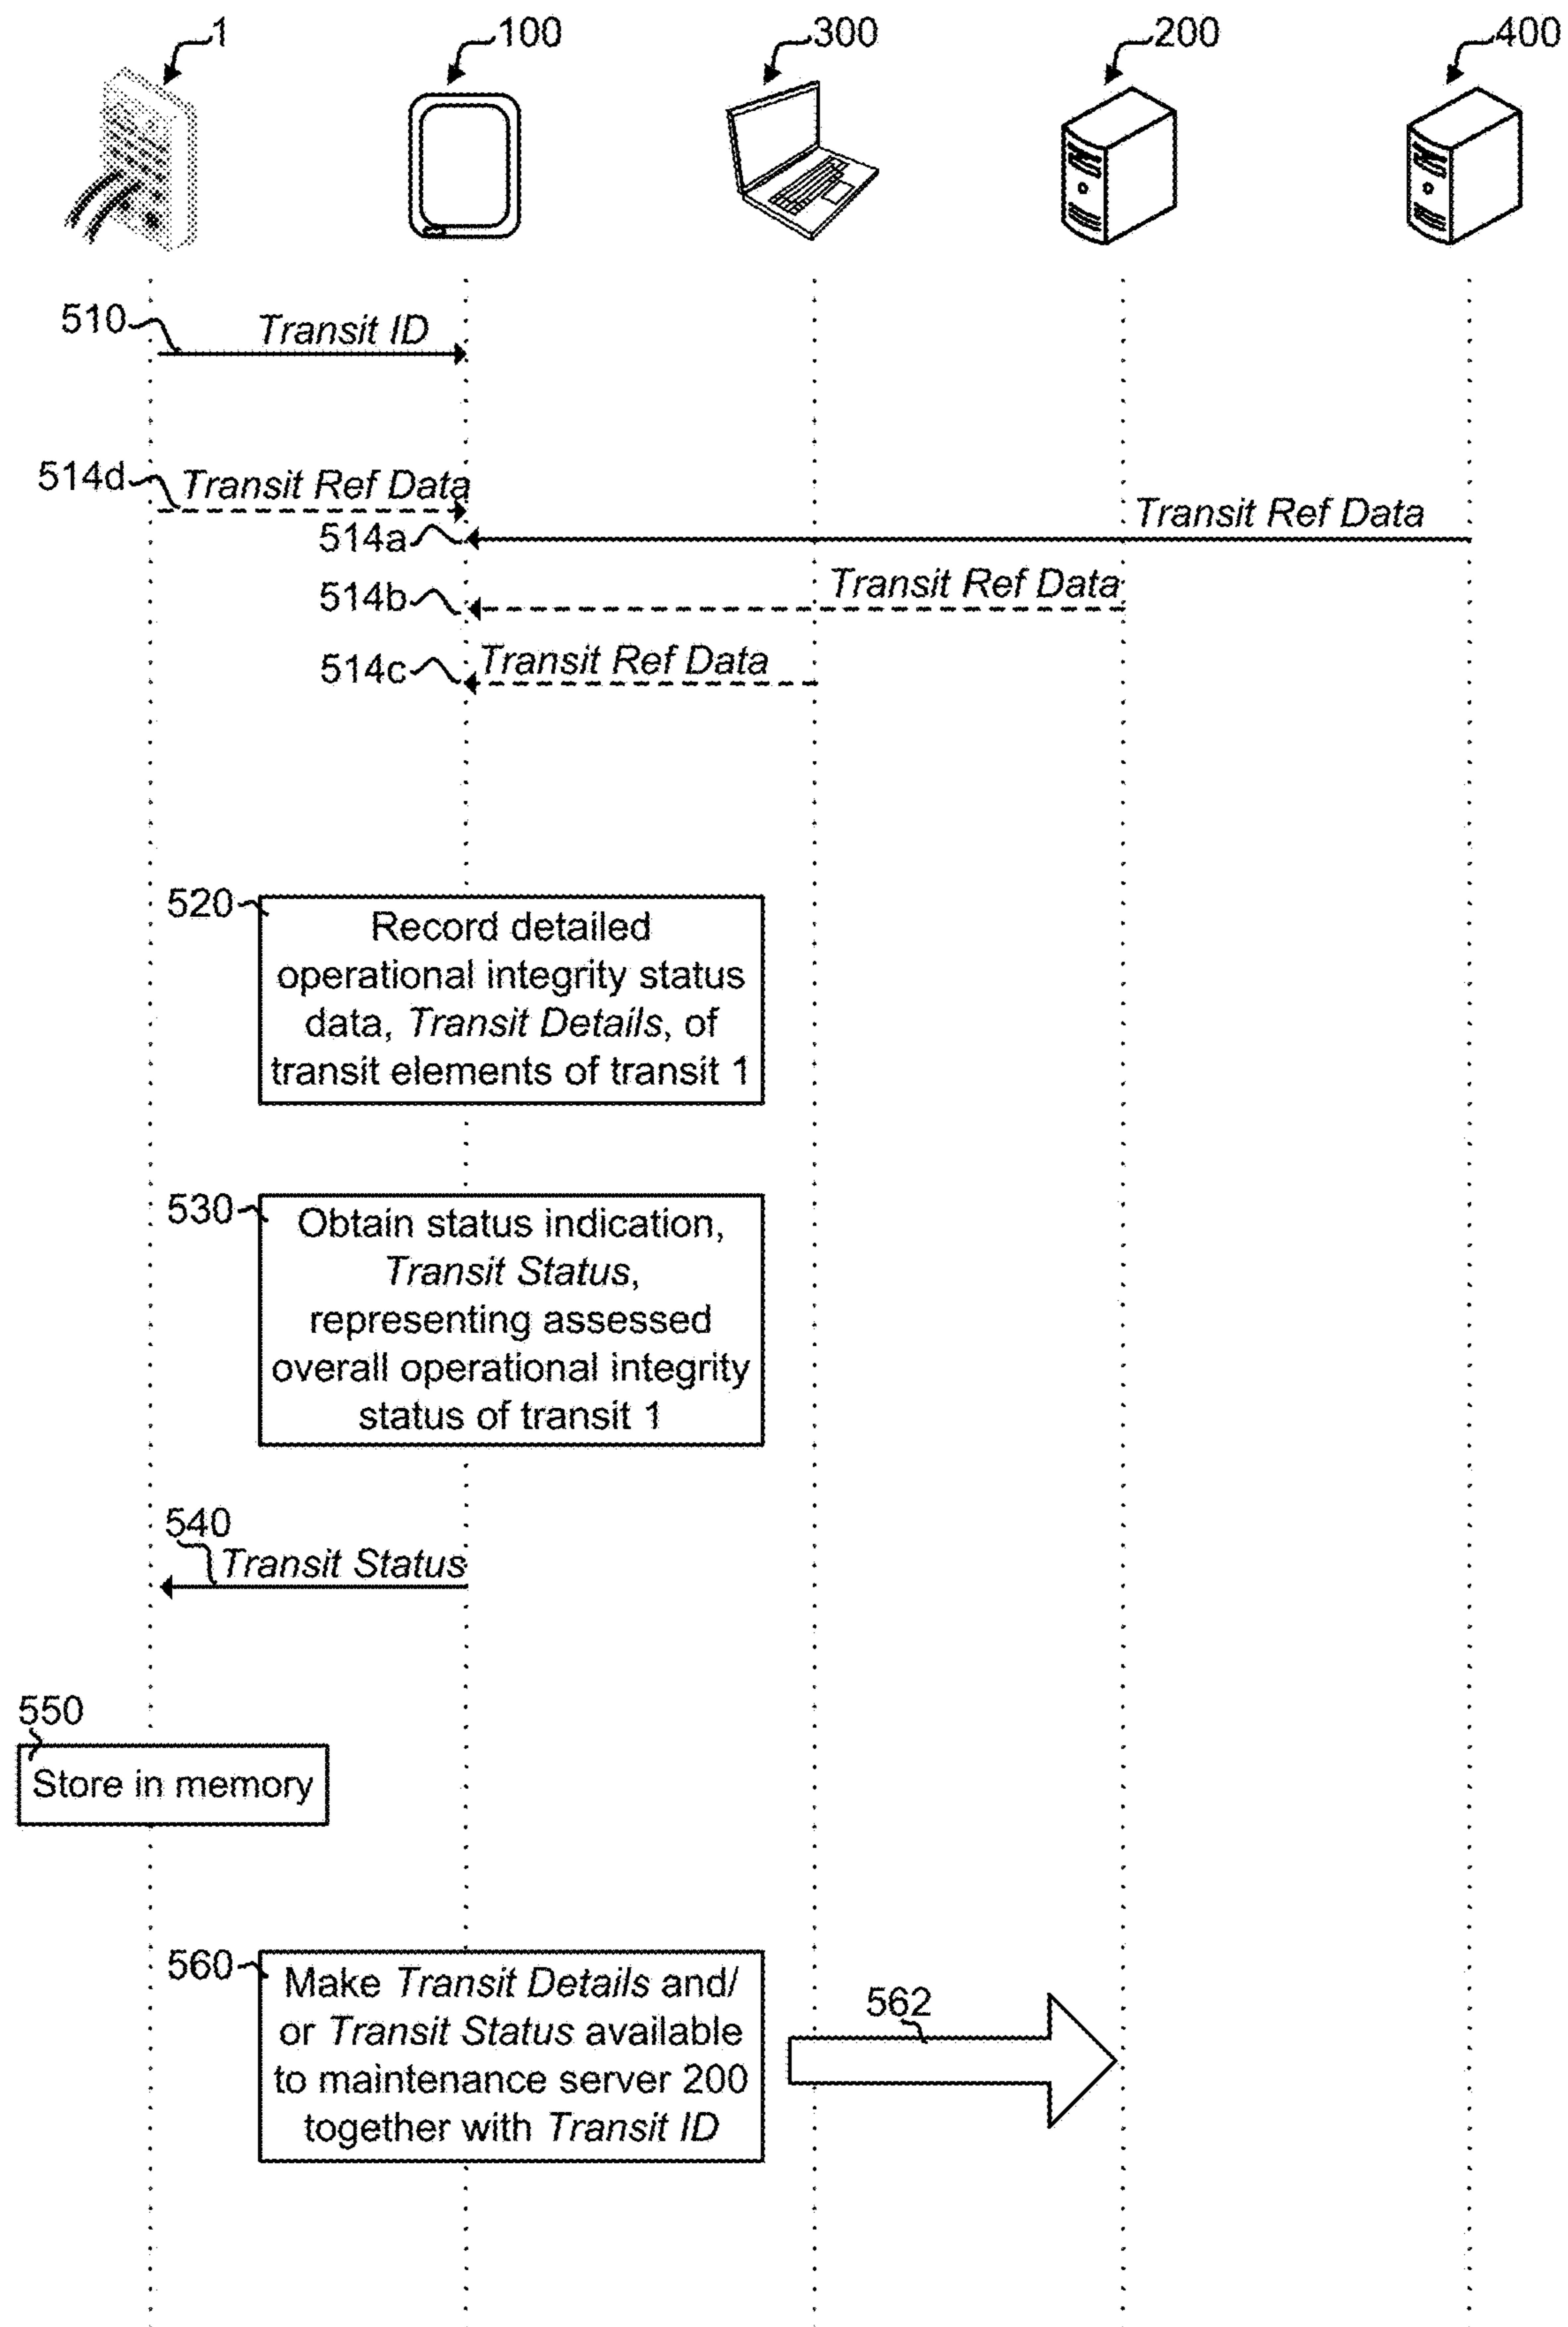 1
100
300
200
400
510
Transit ID
514d
Transit Ref Data
Transit Ref Data
514a
Transit Ref Data
514b
Transit Ref Data
514c
520
Record detailed
operational integrity status
data, Transit Details, of
transit elements of transit 1
530
Obtain status indication,
Transit Status,
representing assessed
overall operational integrity
status of transit 1
540
Transit Status
550
Store in memory
560
Make Transit Details and/
or Transit Status available
to maintenance server 200
together with Transit ID
562